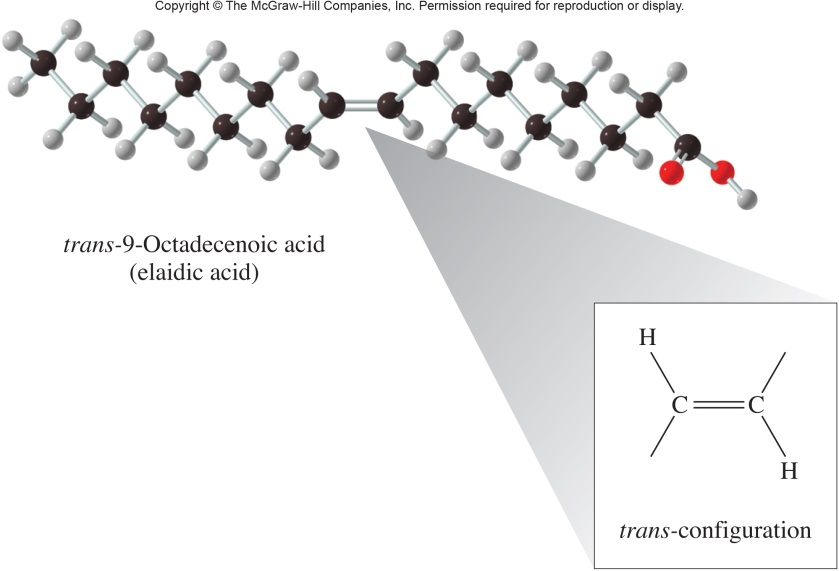 Copyright © The McGraw-Hill Companies, Inc. Permission required for reproduction or display.
trans-9-Octadecenoic acid
(elaidic acid)
H
C
C
H
trans-configuration